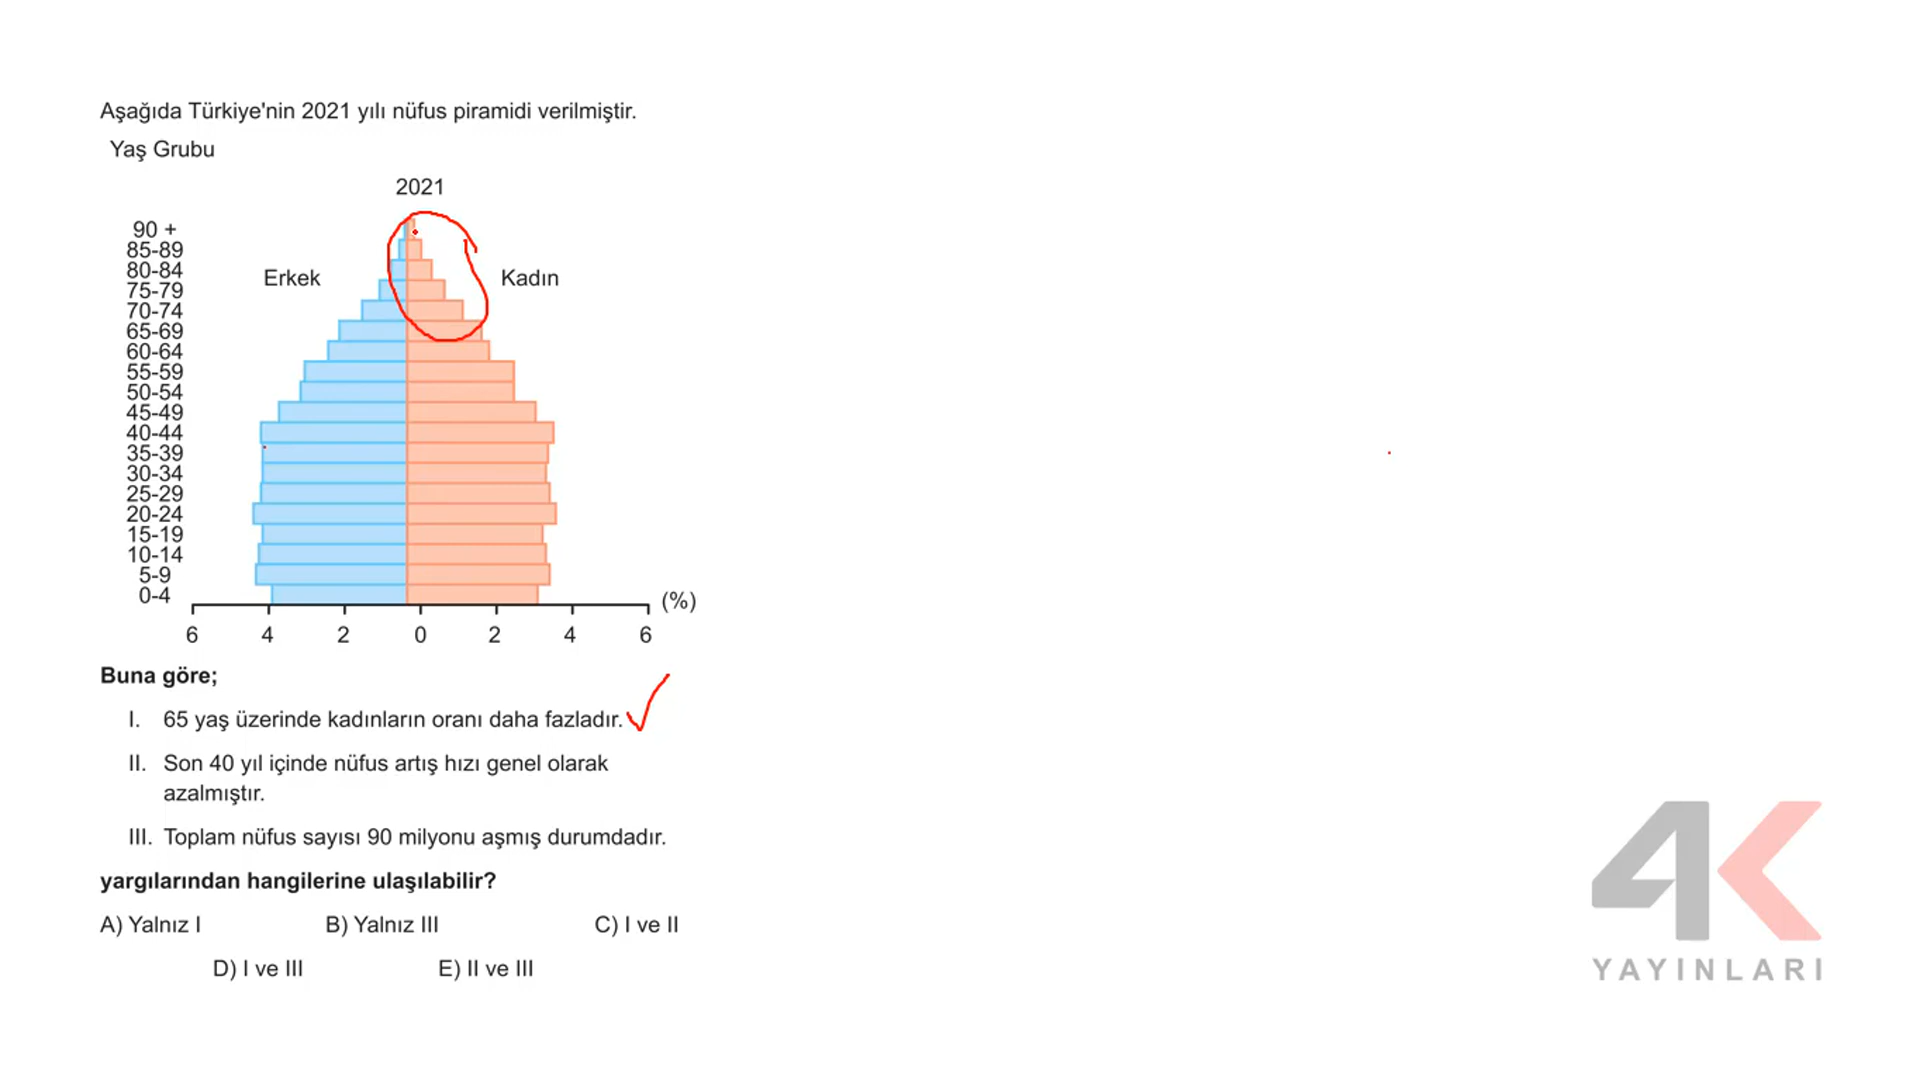 Aşağıda Türkiye'nin 2021 yılı nüfus piramidi verilmiştir.
Yaş Grubu
2021
90 +
85-89
80-84
75-79
70-74
65-69
60-64
55-59
50-54
45-49
40-44
35-39
30-34
25-29
20-24
15-19
10-14
5-9
0-4
Erkek
Kadın
(%)
6 4 2 0 2 4 6
Buna göre;
I. 65 yaş üzerinde kadınların oranı daha fazladır.
II. Son 40 yıl içinde nüfus artış hızı genel olarak
azalmıştır.
III. Toplam nüfus sayısı 90 milyonu aşmış durumdadır.
yargılarından hangilerine ulaşılabilir?
A) Yalnız I B) Yalnız III C) I ve II
D) I ve III E) II ve III
4K
YAYINLARI